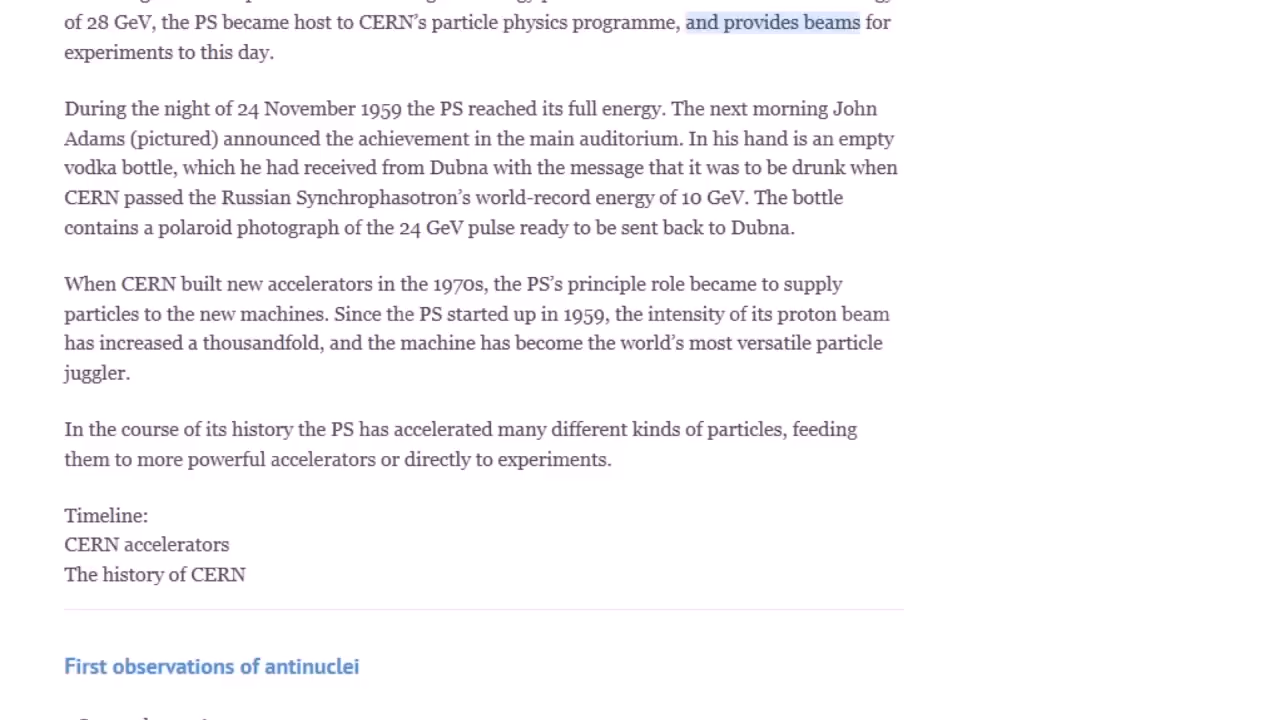 of 28 GeV, the PS became host to CERN’s particle physics programme, and provides beams for
experiments to this day.
During the night of 24 November 1959 the PS reached its full energy. The next morning John
Adams (pictured) announced the achievement in the main auditorium. In his hand is an empty
vodka bottle, which he had received from Dubna with the message that it was to be drunk when
CERN passed the Russian Synchrophasotron’s world-record energy of 10 GeV. The bottle
contains a polaroid photograph of the 24 GeV pulse ready to be sent back to Dubna.
When CERN built new accelerators in the 1970s, the PS’s principle role became to supply
particles to the new machines. Since the PS started up in 1959, the intensity of its proton beam
has increased a thousandfold, and the machine has become the world’s most versatile particle
juggler.
In the course of its history the PS has accelerated many different kinds of particles, feeding
them to more powerful accelerators or directly to experiments.
Timeline:
CERN accelerators
The history of CERN
First observations of antinuclei